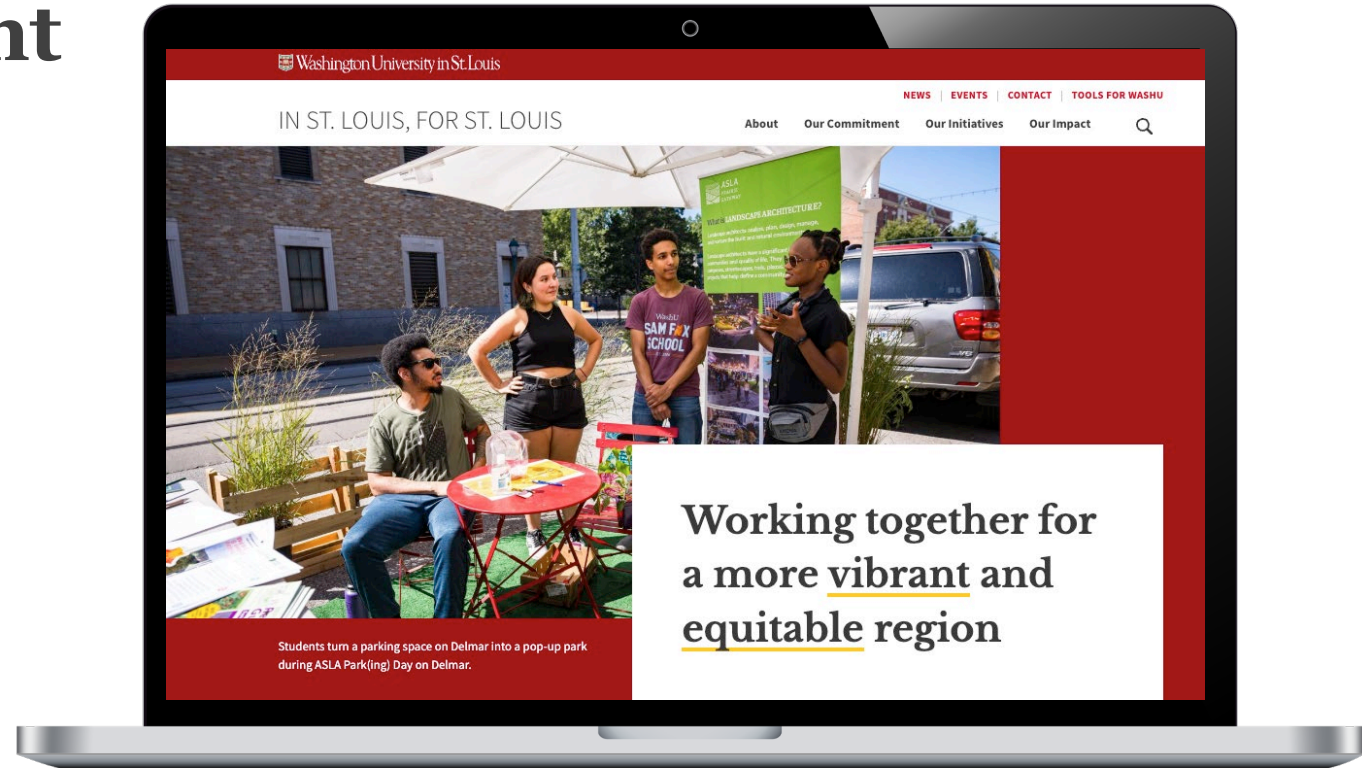 nt
Washington University in St. Louis
NEWS | EVENTS | CONTACT | TOOLS FOR WASHU
IN ST. LOUIS, FOR ST. LOUIS
About Our Commitment Our Initiatives Our Impact
ASLA
What is LANDSCAPE ARCHITECTURE?
WashU
SAM FOX
SCHOOL
Working together for
a more vibrant and
equitable region
Students turn a parking space on Delmar into a pop-up park
during ASLA Park(ing) Day on Delmar.